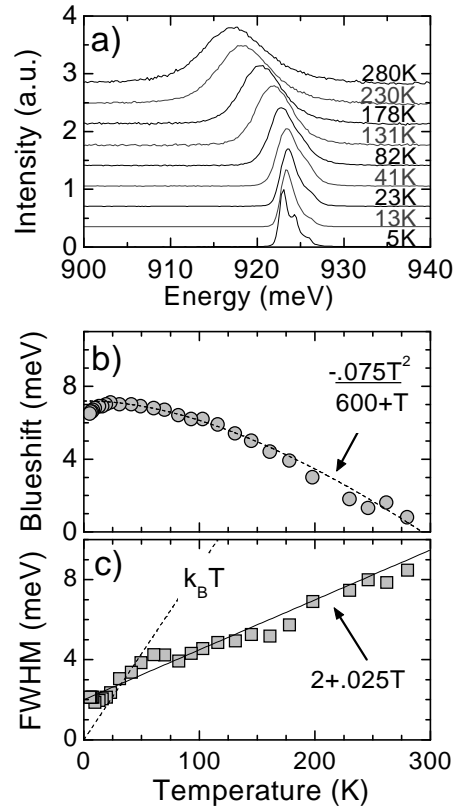 a)
Intensity (a.u.)
4
3
2
1
0
280K
230K
178K
131K
82K
41K
23K
13K
5K
900 910 920 930 940
Energy (meV)
b)
Blueshift (meV)
8
4
0
-.075T²
600+T
c)
FWHM (meV)
8
4
0
k_BT
2+.025T
0 100 200 300
Temperature (K)